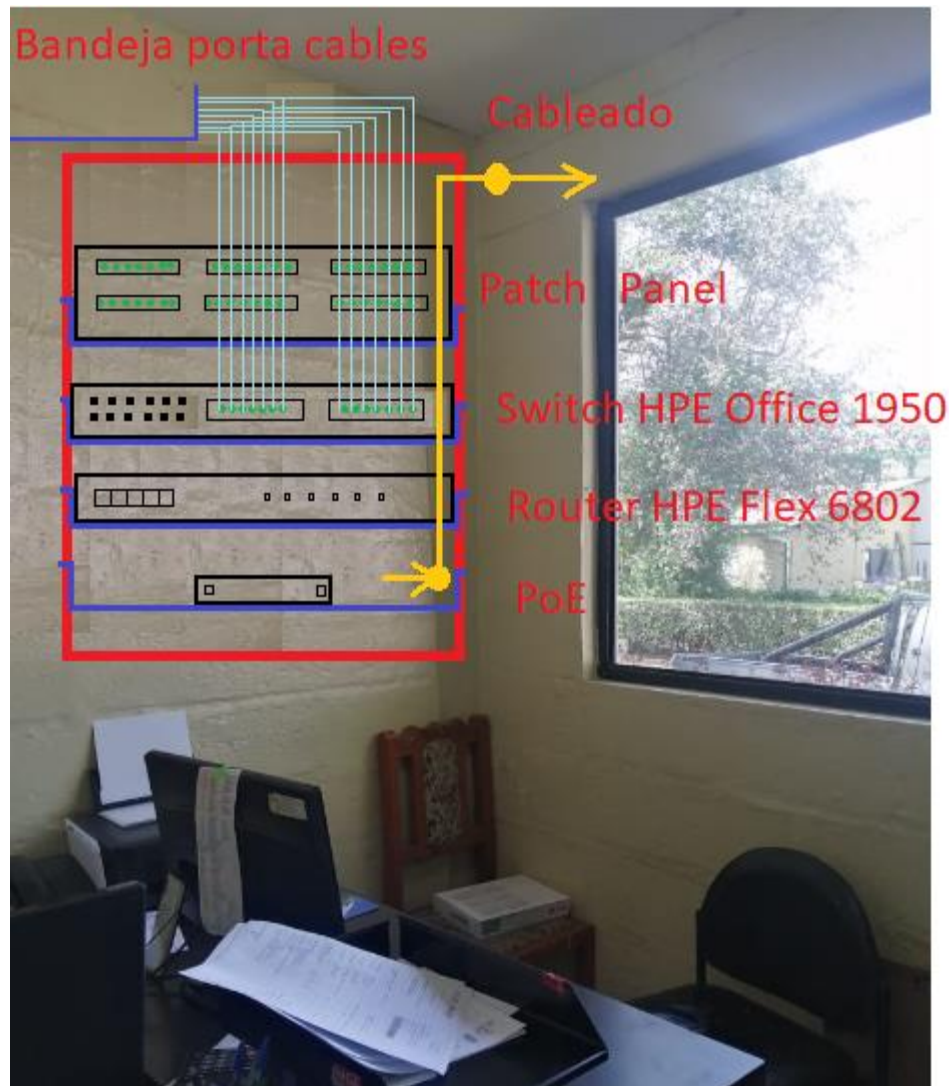 Bandeja porta cables
Cableado
Patch Panel
Switch HPE Office 1950
Router HPE Flex 6802
PoE